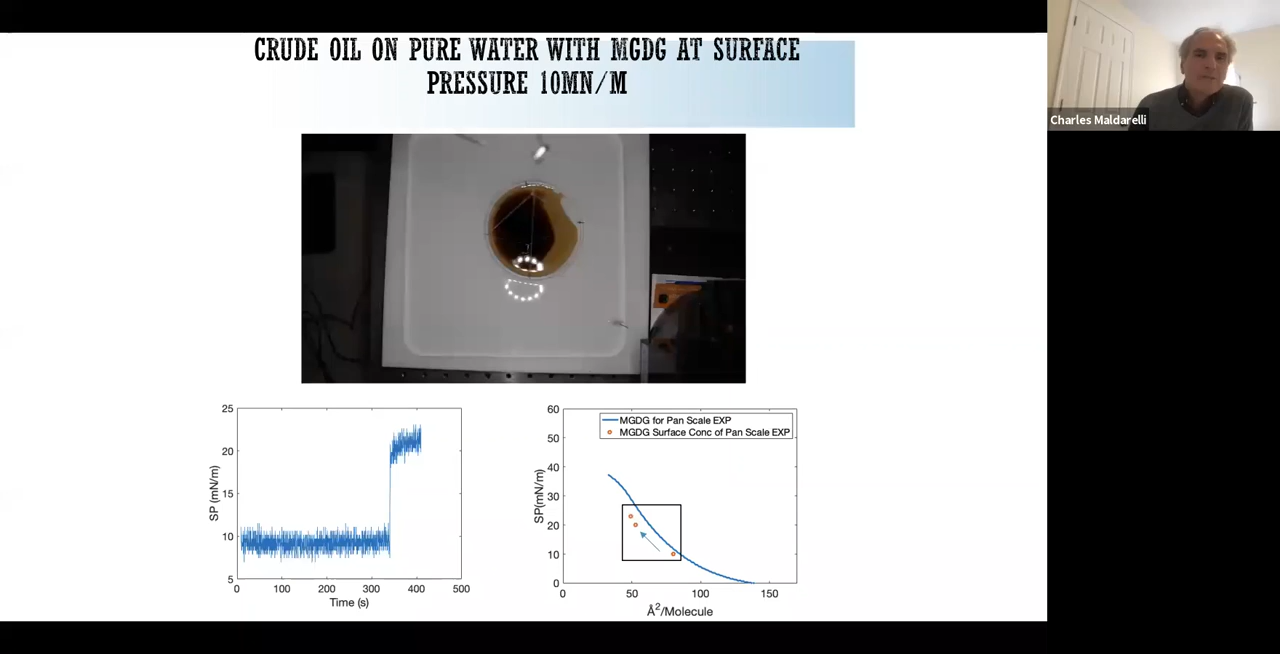 CRUDE OIL ON PURE WATER WITH MGDG AT SURFACE
PRESSURE 10MN/M
Charles Maldarelli
25
20
15
10
5
SP (mN/m)
0
100
200
300
400
500
Time (s)
60
50
40
30
20
10
0
SP(mN/m)
MGDG for Pan Scale EXP
MGDG Surface Conc of Pan Scale EXP
0
50
100
150
Å²/Molecule